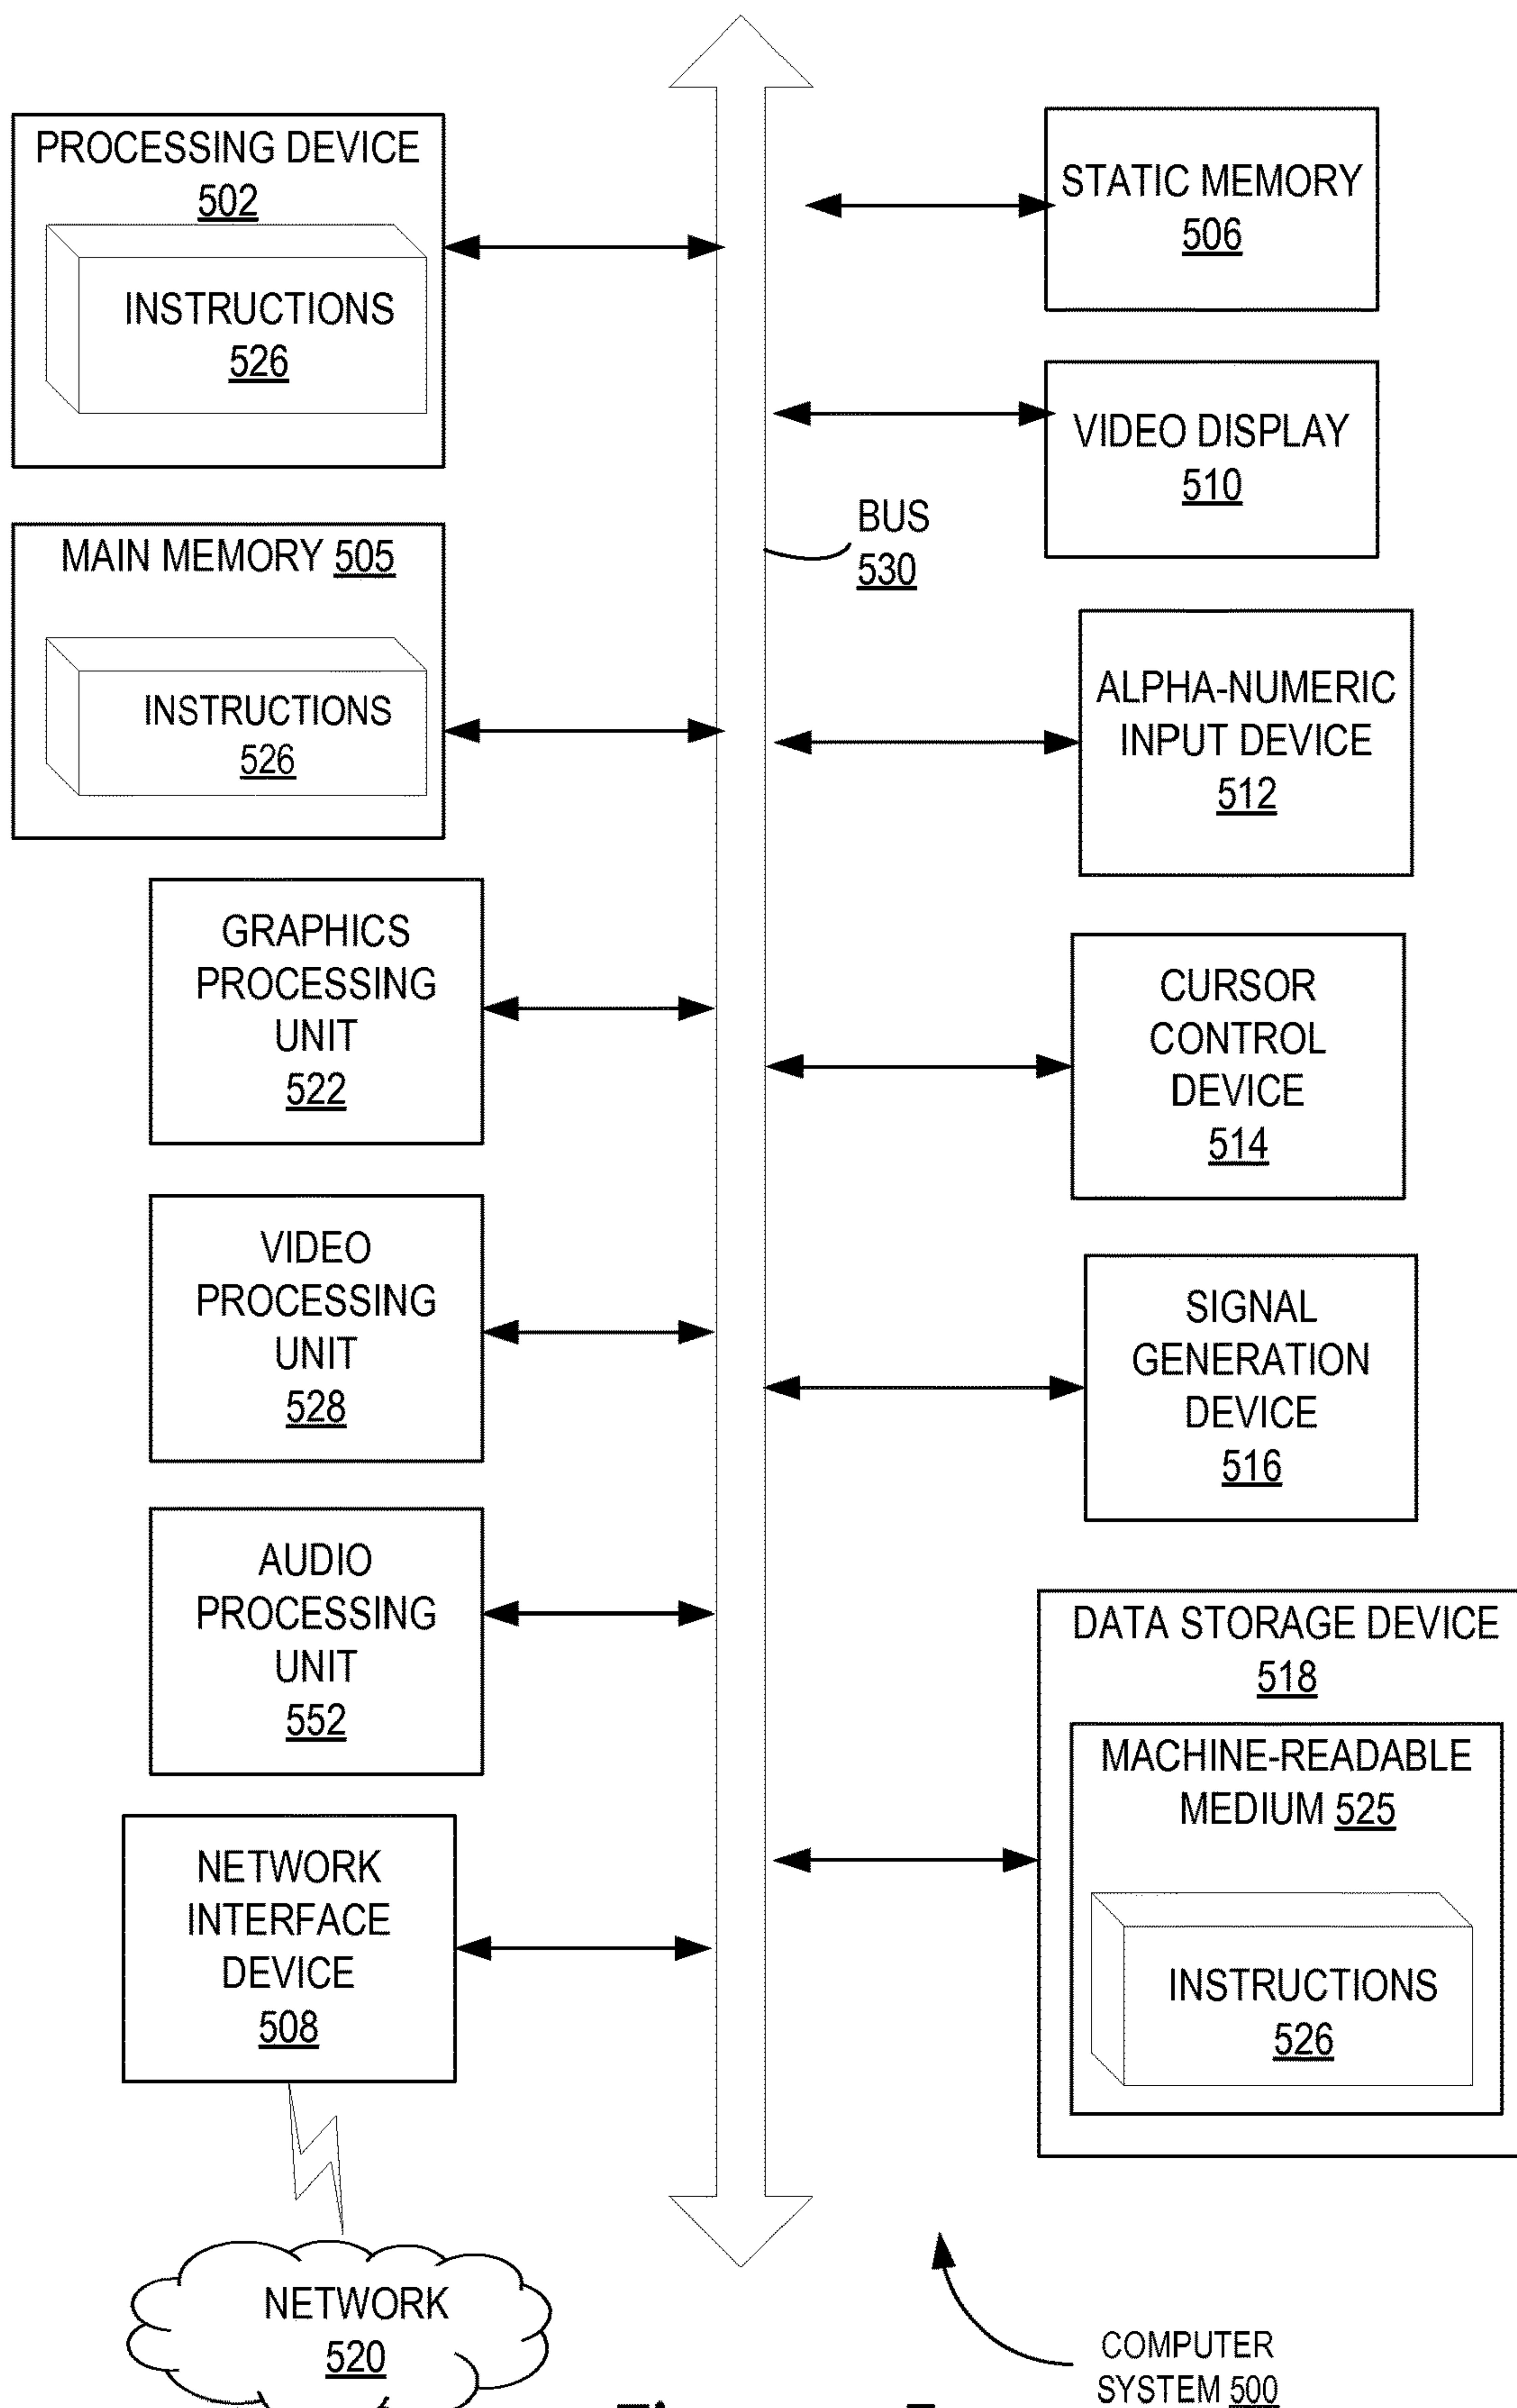 PROCESSING DEVICE
502
INSTRUCTIONS
526
MAIN MEMORY 505
INSTRUCTIONS
526
GRAPHICS
PROCESSING
UNIT
522
VIDEO
PROCESSING
UNIT
528
AUDIO
PROCESSING
UNIT
552
NETWORK
INTERFACE
DEVICE
508
NETWORK
520
BUS
530
STATIC MEMORY
506
VIDEO DISPLAY
510
ALPHA-NUMERIC
INPUT DEVICE
512
CURSOR
CONTROL
DEVICE
514
SIGNAL
GENERATION
DEVICE
516
DATA STORAGE DEVICE
518
MACHINE-READABLE
MEDIUM 525
INSTRUCTIONS
526
COMPUTER
SYSTEM 500